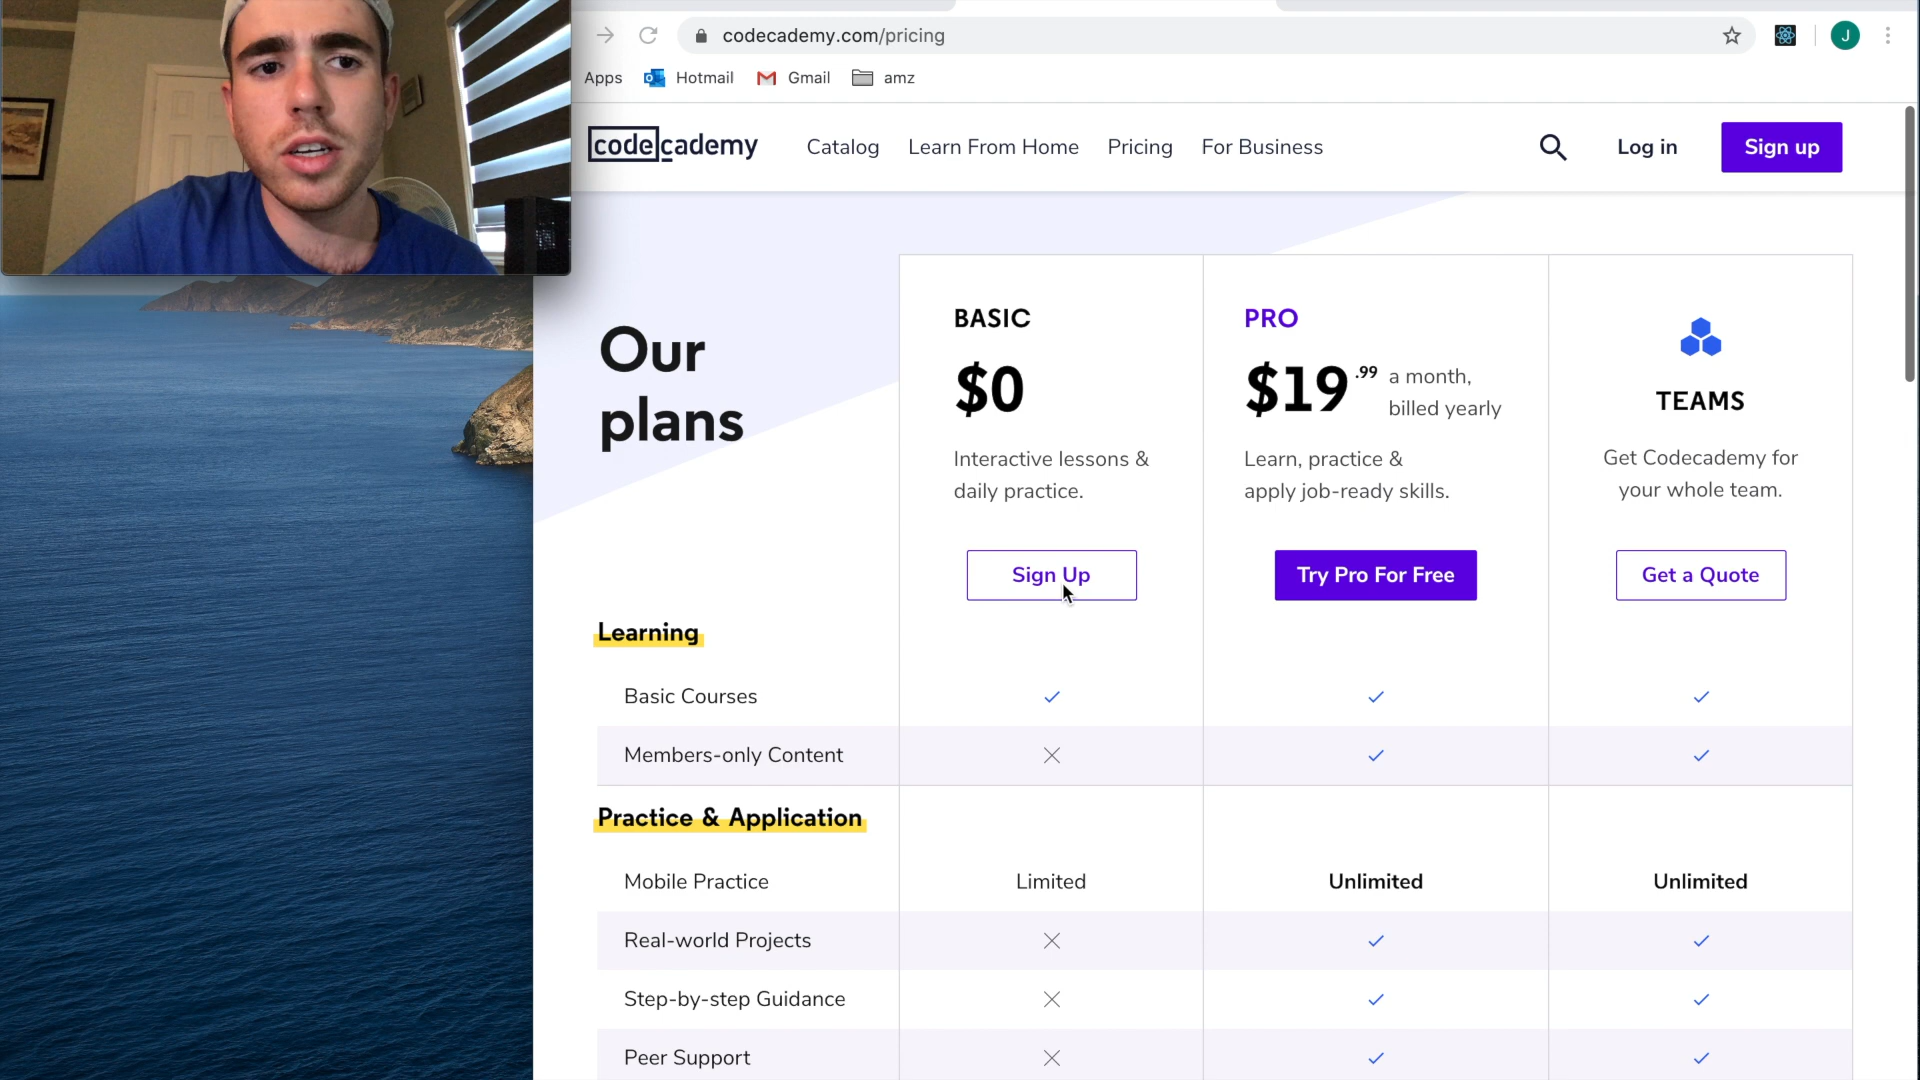 codecademy.com/pricing
J
Apps Hotmail Gmail amz
codecademy Catalog Learn From Home Pricing For Business Log in Sign up
Our
plans
BASIC
$0
Interactive lessons &
daily practice.
Sign Up
PRO
$19.99 a month,
billed yearly
Learn, practice &
apply job-ready skills.
Try Pro For Free
TEAMS
Get Codecademy for
your whole team.
Get a Quote
Learning
Basic Courses
Members-only Content
Practice & Application
Mobile Practice Limited Unlimited Unlimited
Real-world Projects
Step-by-step Guidance
Peer Support